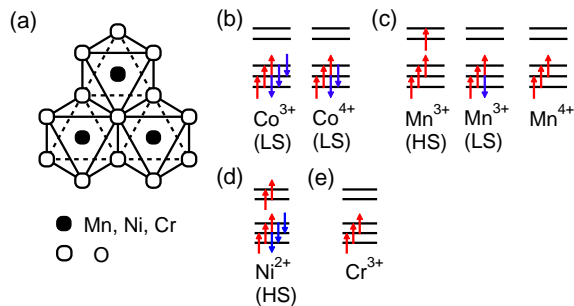 (a)
Mn, Ni, Cr
O
(b)
Co³⁺
(LS)
Co⁴⁺
(LS)
(c)
Mn³⁺
(HS)
Mn³⁺
(LS)
Mn⁴⁺
(d)
Ni²⁺
(HS)
(e)
Cr³⁺